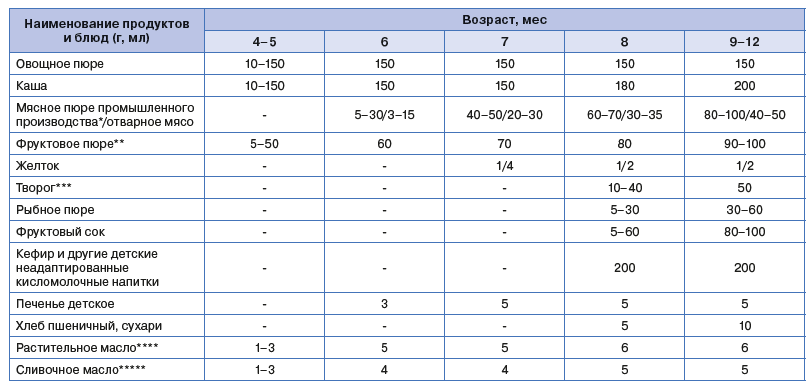 Наименование продуктов и блюд (г, мл) Возраст, мес
4–5 6 7 8 9–12
Овощное пюре 10–150 150 150 150 150
Каша 10–150 150 150 180 200
Мясное пюре промышленного производства*/отварное мясо - 5–30/3–15 40–50/20–30 60–70/30–35 80–100/40–50
Фруктовое пюре** 5–50 60 70 80 90–100
Желток - - 1/4 1/2 1/2
Творог*** - - - 10–40 50
Рыбное пюре - - - 5–30 30–60
Фруктовый сок - - - 5–60 80–100
Кефир и другие детские неадаптированные кисломолочные напитки - - - 200 200
Печенье детское - 3 5 5 5
Хлеб пшеничный, сухари - - - 5 10
Растительное масло**** 1–3 5 5 6 6
Сливочное масло***** 1–3 4 4 5 5